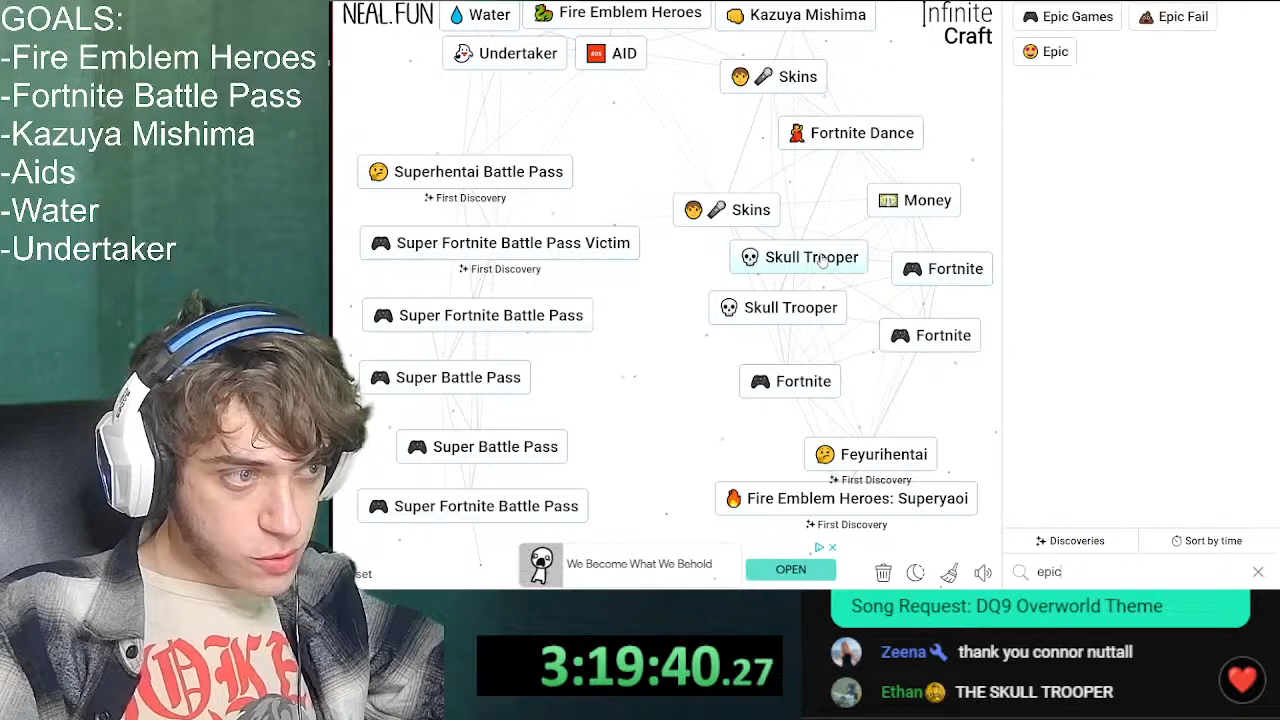 GOALS:
-Fire Emblem Heroes
-Fortnite Battle Pass
-Kazuya Mishima
-Aids
-Water
-Undertaker
NEAL.FUN
Water
Fire Emblem Heroes
Kazuya Mishima
Infinite
Craft
Undertaker
SOS AID
Skins
Fortnite Dance
Superhentai Battle Pass
First Discovery
Skins
Money
Super Fortnite Battle Pass Victim
First Discovery
Skull Trooper
Fortnite
Super Fortnite Battle Pass
Skull Trooper
Fortnite
Super Battle Pass
Fortnite
Super Battle Pass
Feyurihentai
First Discovery
Super Fortnite Battle Pass
Fire Emblem Heroes: Superyaoi
First Discovery
We Become What We Behold
OPEN
set
Epic Games
Epic Fail
Epic
Discoveries
Sort by time
epic
3:19:40.27
Song Request: DQ9 Overworld Theme
Zeena thank you connor nuttall
Ethan THE SKULL TROOPER